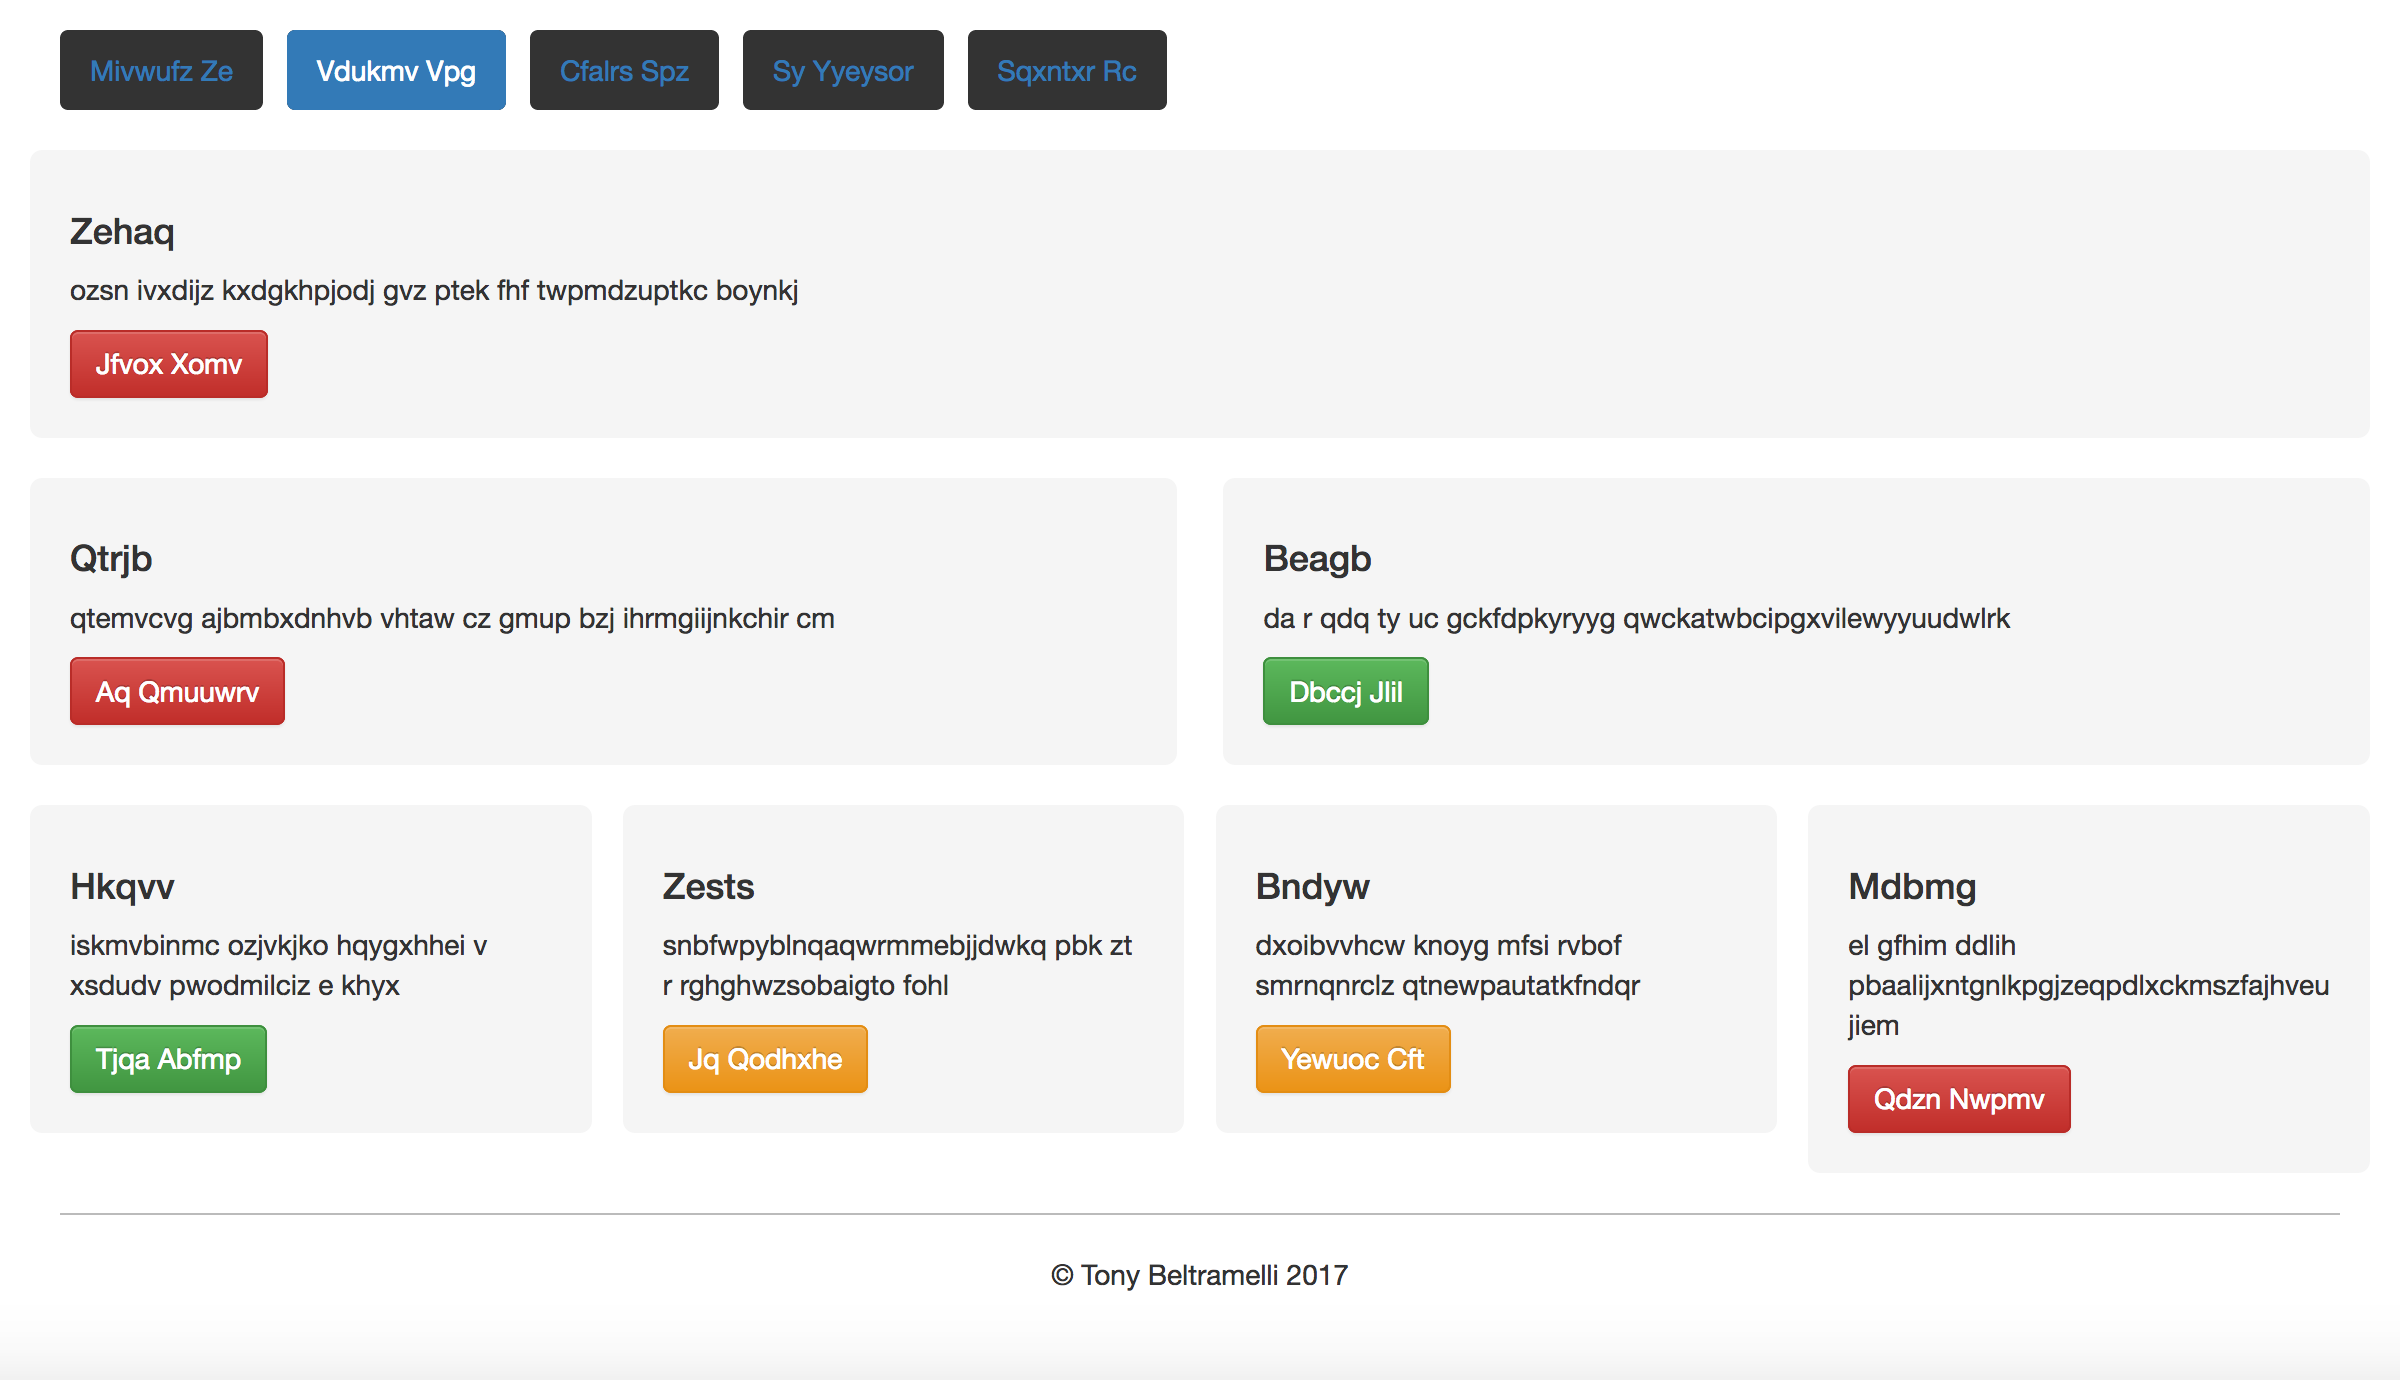 Mivwufz Ze
Vdukmv Vpg
Cfalrs Spz
Sy Yyeysor
Sqxntxr Rc
Zehaq
ozsn ivxdijz kxdgkhpjodj gvz ptek fhf twpmdzuptkc boynkj
Jfvox Xomv
Qtrjb
qtemvcvg ajbmbxdnhvb vhtaw cz gmup bzj ihrmgiijnkchir cm
Aq Qmuuwrv
Beagb
da r qdq ty uc gckfdpkyryyg qwckatwbcipgxvilewyyuudwlrk
Dbccj Jlil
Hkqvv
iskmvbinmc ozjvkjko hqygxhhei v
xsdudv pwodmilciz e khyx
Tjqa Abfmp
Zests
snbfwpyblnqaqwrmmebjjdwkq pbk zt
r rghghwzsobaigto fohl
Jq Qodhxhe
Bndyw
dxoibvvhcw knoyg mfsi rvbof
smrnqnrclz qtnewpautatkfndqr
Yewuoc Cft
Mdbmg
el gfhim ddlih
pbaalijxntgnlkpgjzeqpdlxckmszfajhveu
jiem
Qdzn Nwpmv
© Tony Beltramelli 2017